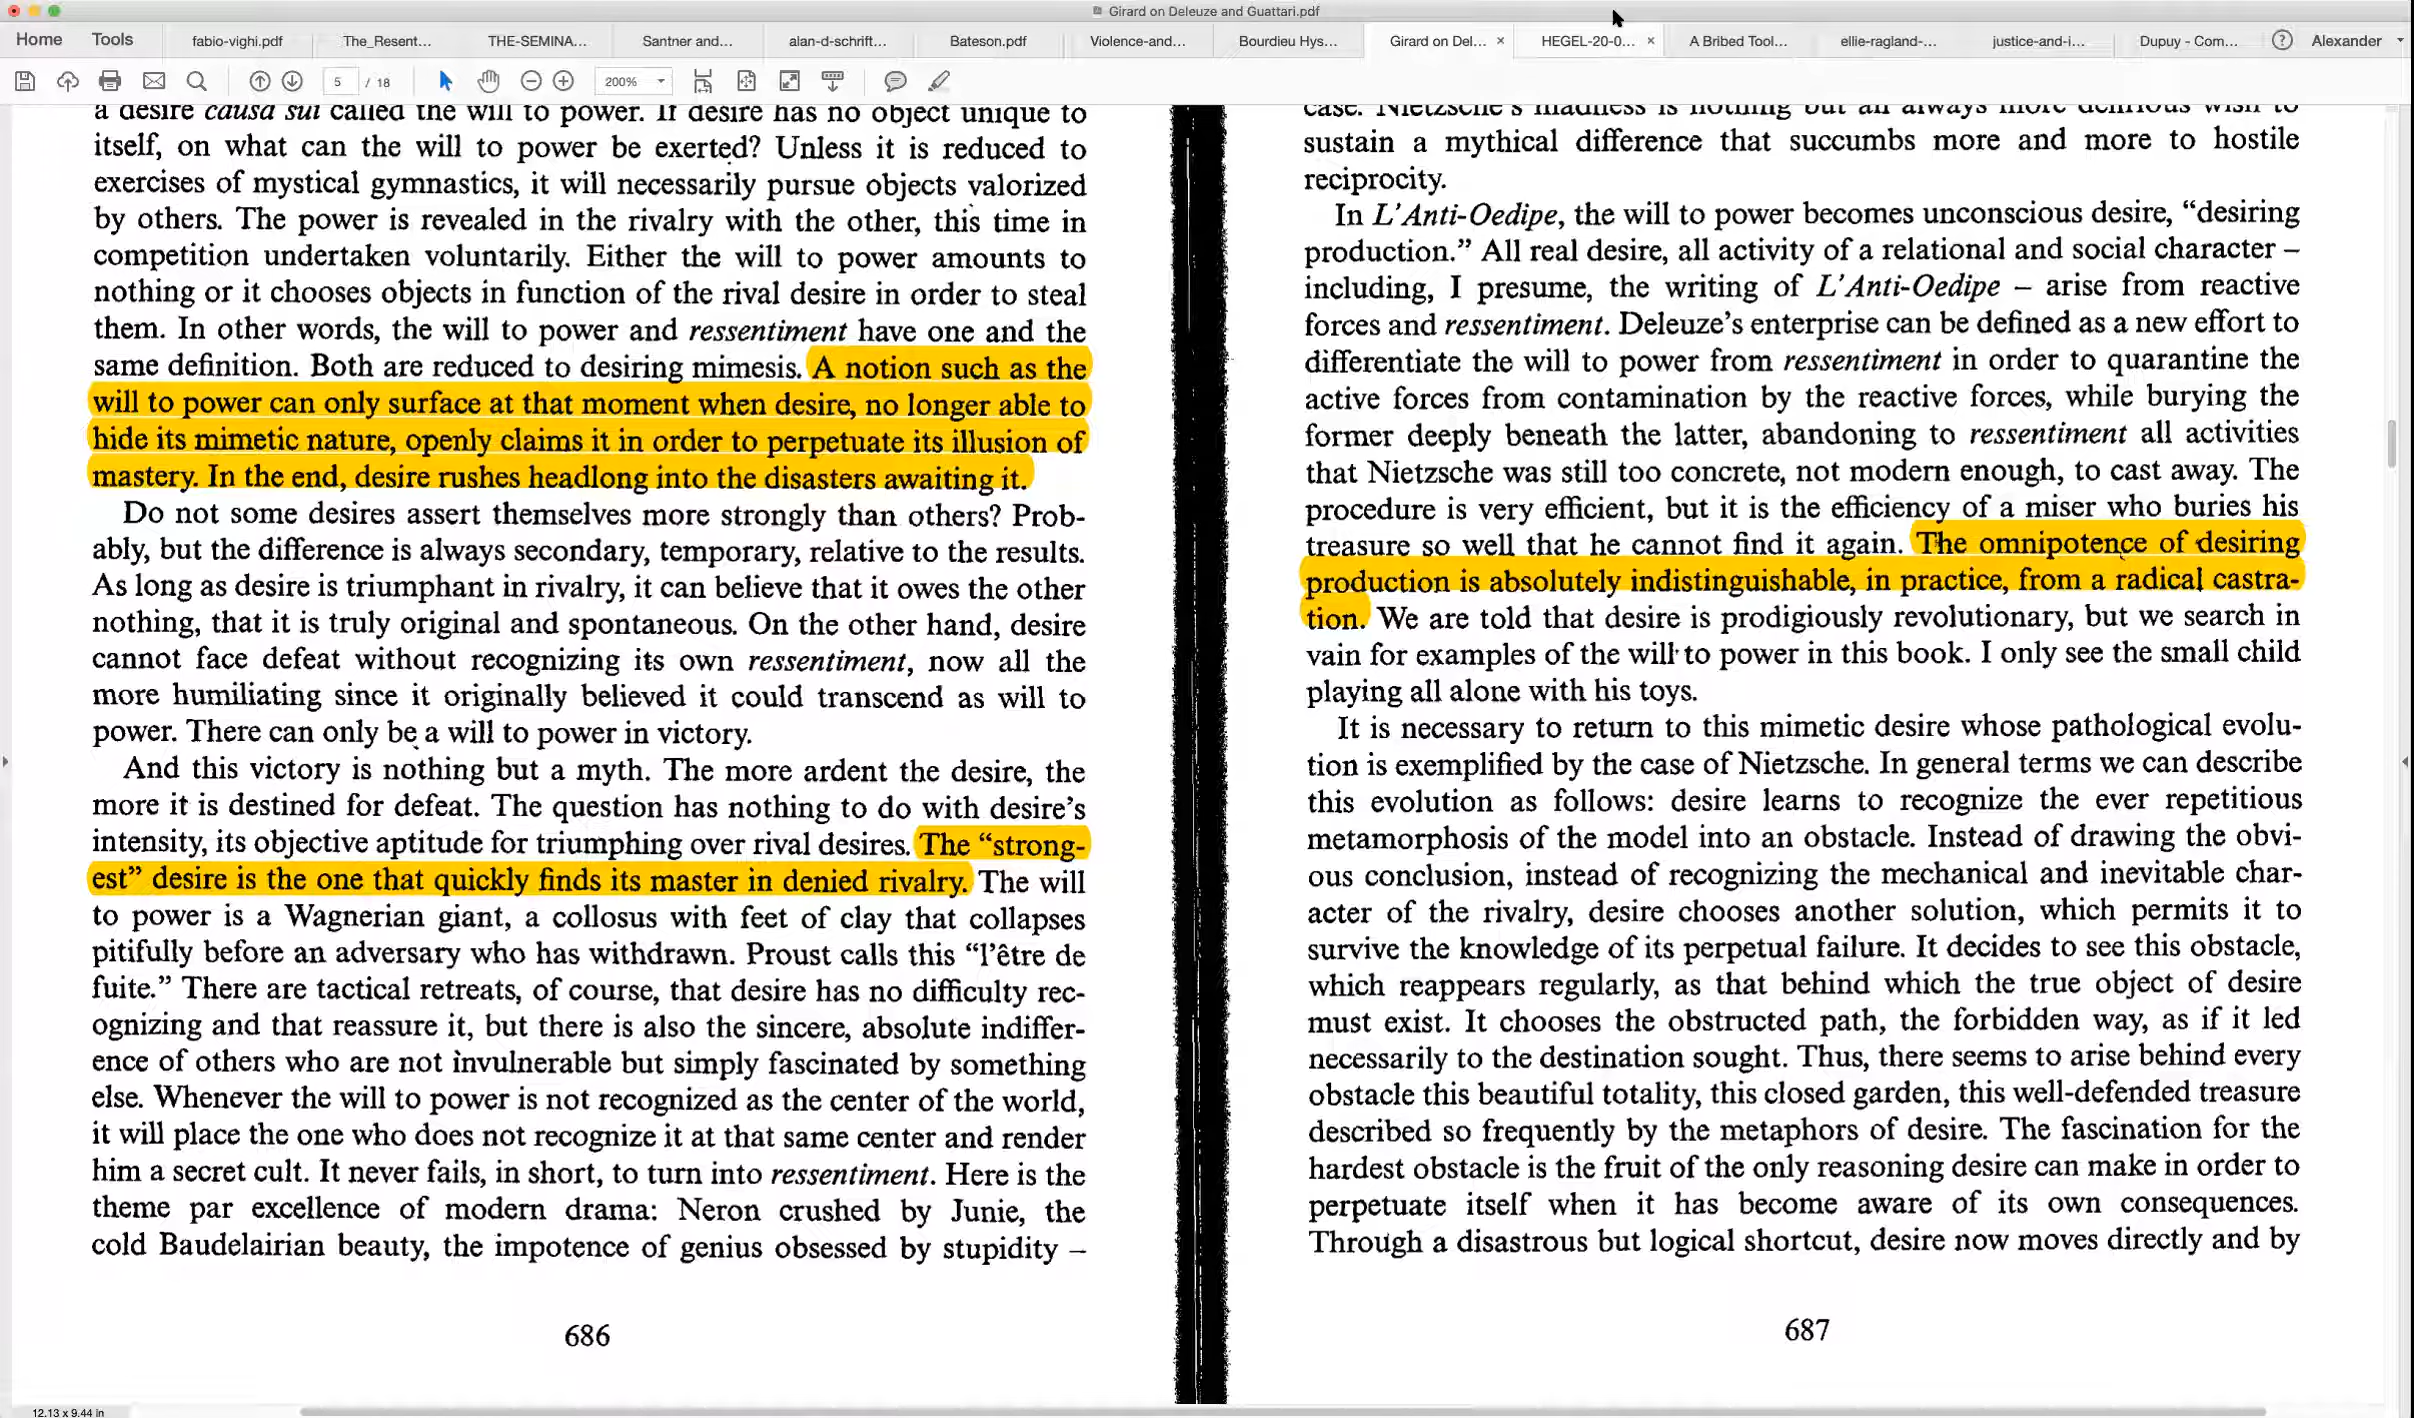 Girard on Deleuze and Guattari.pdf
Home Tools fabio-vighi.pdf The_Resent... THE-SEMINA... Santner and... alan-d-schrift... Bateson.pdf Violence-and... Bourdieu Hys... Girard on Del... × HEGEL-20-0... × A Bribed Tool... ellie-ragland-... justice-and-i... Dupuy - Com... Alexander
5 / 18 200%
a desire causa sui called the will to power. If desire has no object unique to
itself, on what can the will to power be exerted? Unless it is reduced to
exercises of mystical gymnastics, it will necessarily pursue objects valorized
by others. The power is revealed in the rivalry with the other, this time in
competition undertaken voluntarily. Either the will to power amounts to
nothing or it chooses objects in function of the rival desire in order to steal
them. In other words, the will to power and ressentiment have one and the
same definition. Both are reduced to desiring mimesis. A notion such as the
will to power can only surface at that moment when desire, no longer able to
hide its mimetic nature, openly claims it in order to perpetuate its illusion of
mastery. In the end, desire rushes headlong into the disasters awaiting it.
Do not some desires assert themselves more strongly than others? Prob-
ably, but the difference is always secondary, temporary, relative to the results.
As long as desire is triumphant in rivalry, it can believe that it owes the other
nothing, that it is truly original and spontaneous. On the other hand, desire
cannot face defeat without recognizing its own ressentiment, now all the
more humiliating since it originally believed it could transcend as will to
power. There can only be a will to power in victory.
And this victory is nothing but a myth. The more ardent the desire, the
more it is destined for defeat. The question has nothing to do with desire's
intensity, its objective aptitude for triumphing over rival desires. The “strong-
est” desire is the one that quickly finds its master in denied rivalry. The will
to power is a Wagnerian giant, a collosus with feet of clay that collapses
pitifully before an adversary who has withdrawn. Proust calls this “l'être de
fuite.” There are tactical retreats, of course, that desire has no difficulty rec-
ognizing and that reassure it, but there is also the sincere, absolute indiffer-
ence of others who are not invulnerable but simply fascinated by something
else. Whenever the will to power is not recognized as the center of the world,
it will place the one who does not recognize it at that same center and render
him a secret cult. It never fails, in short, to turn into ressentiment. Here is the
theme par excellence of modern drama: Neron crushed by Junie, the
cold Baudelairian beauty, the impotence of genius obsessed by stupidity –
686
case. Nietzsche's madness is nothing but an always more delirious wish to
sustain a mythical difference that succumbs more and more to hostile
reciprocity.
In L'Anti-Oedipe, the will to power becomes unconscious desire, “desiring
production.” All real desire, all activity of a relational and social character –
including, I presume, the writing of L'Anti-Oedipe – arise from reactive
forces and ressentiment. Deleuze's enterprise can be defined as a new effort to
differentiate the will to power from ressentiment in order to quarantine the
active forces from contamination by the reactive forces, while burying the
former deeply beneath the latter, abandoning to ressentiment all activities
that Nietzsche was still too concrete, not modern enough, to cast away. The
procedure is very efficient, but it is the efficiency of a miser who buries his
treasure so well that he cannot find it again. The omnipotence of desiring
production is absolutely indistinguishable, in practice, from a radical castra-
tion. We are told that desire is prodigiously revolutionary, but we search in
vain for examples of the will to power in this book. I only see the small child
playing all alone with his toys.
It is necessary to return to this mimetic desire whose pathological evolu-
tion is exemplified by the case of Nietzsche. In general terms we can describe
this evolution as follows: desire learns to recognize the ever repetitious
metamorphosis of the model into an obstacle. Instead of drawing the obvi-
ous conclusion, instead of recognizing the mechanical and inevitable char-
acter of the rivalry, desire chooses another solution, which permits it to
survive the knowledge of its perpetual failure. It decides to see this obstacle,
which reappears regularly, as that behind which the true object of desire
must exist. It chooses the obstructed path, the forbidden way, as if it led
necessarily to the destination sought. Thus, there seems to arise behind every
obstacle this beautiful totality, this closed garden, this well-defended treasure
described so frequently by the metaphors of desire. The fascination for the
hardest obstacle is the fruit of the only reasoning desire can make in order to
perpetuate itself when it has become aware of its own consequences.
Through a disastrous but logical shortcut, desire now moves directly and by
687
12.13 x 9.44 in